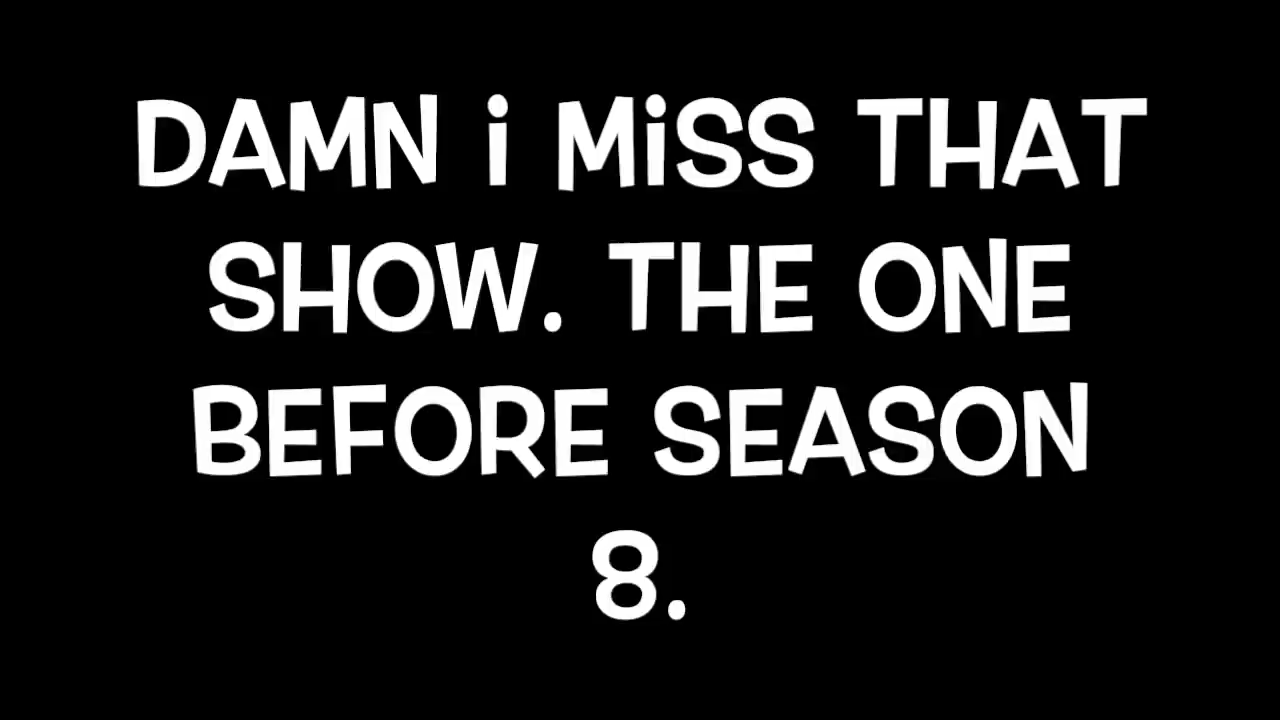 DAMN i MiSS THAT
SHOW. THE ONE
BEFORE SEASON
8.